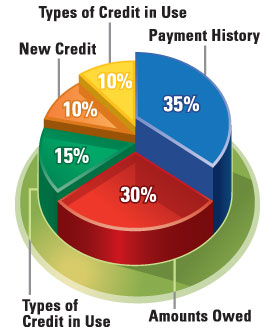 Types of Credit in Use
New Credit
Payment History
10%
10%
35%
15%
30%
Types of
Credit in Use
Amounts Owed